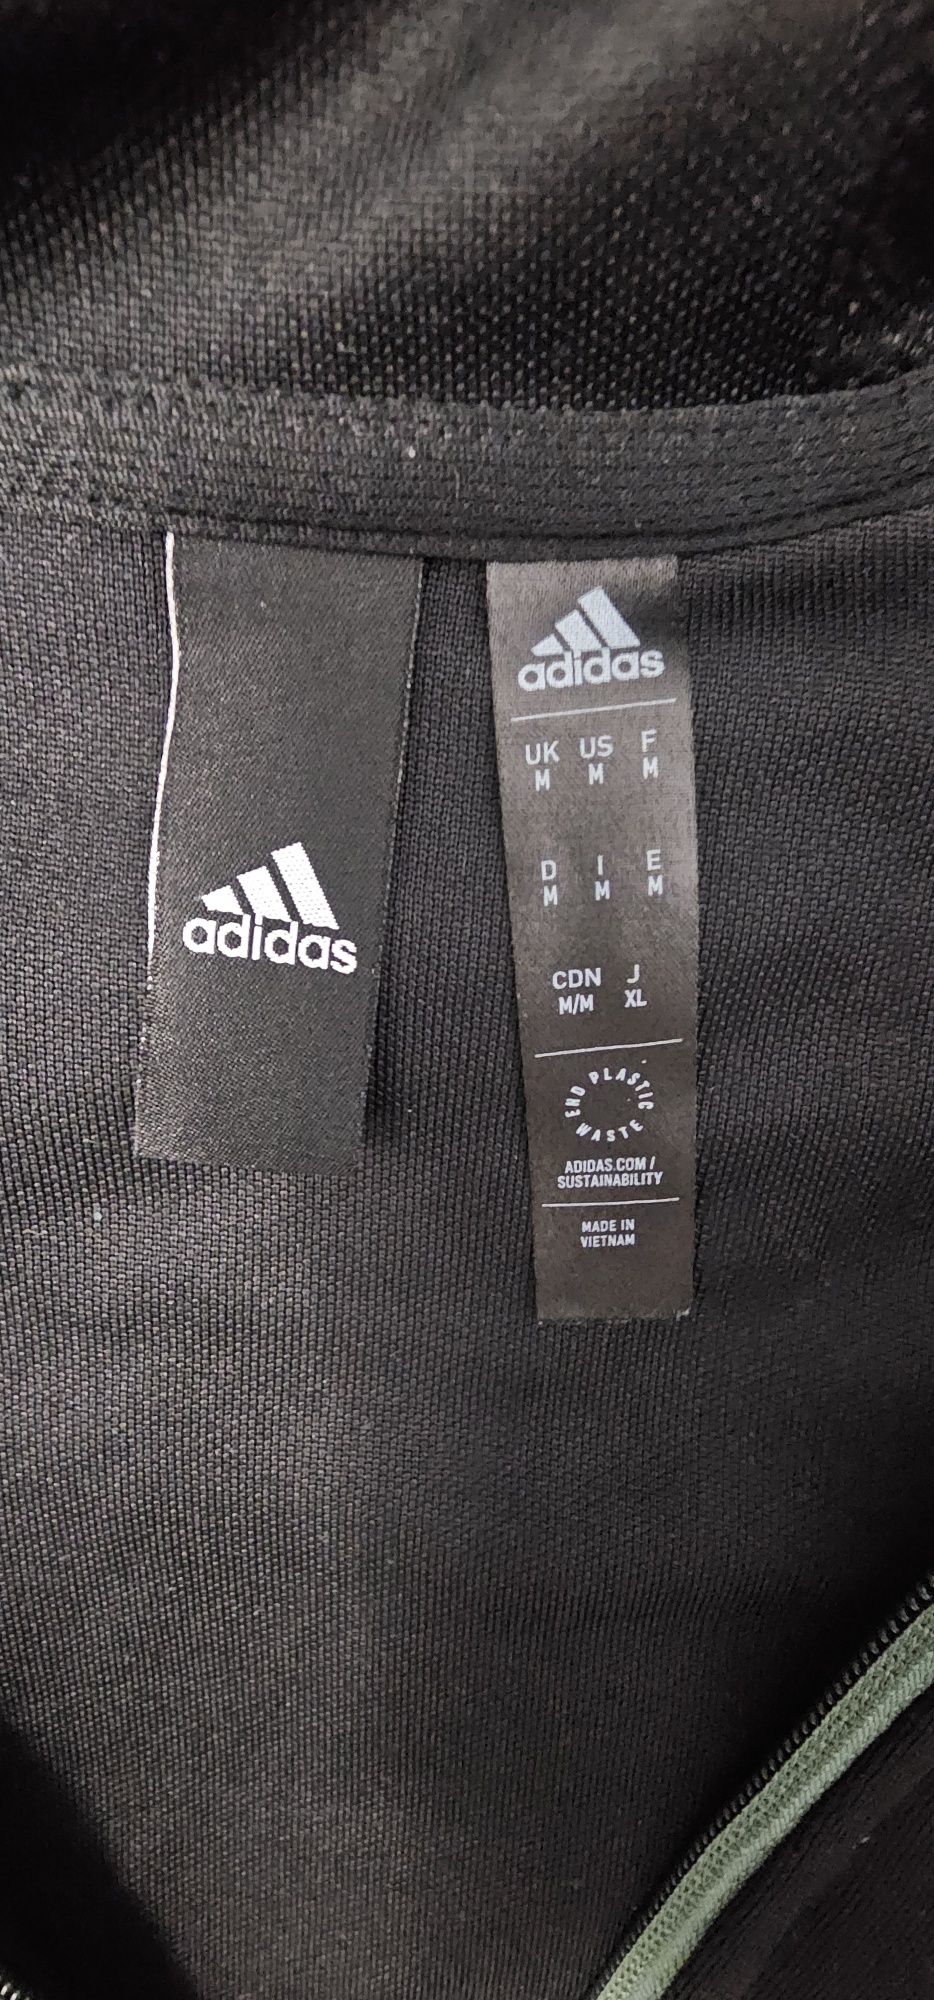 adidas
adidas
UK US F
M M M
D I E
M M M
CDN J
M/M XL
END PLASTIC WASTE
ADIDAS.COM /
SUSTAINABILITY
MADE IN
VIETNAM